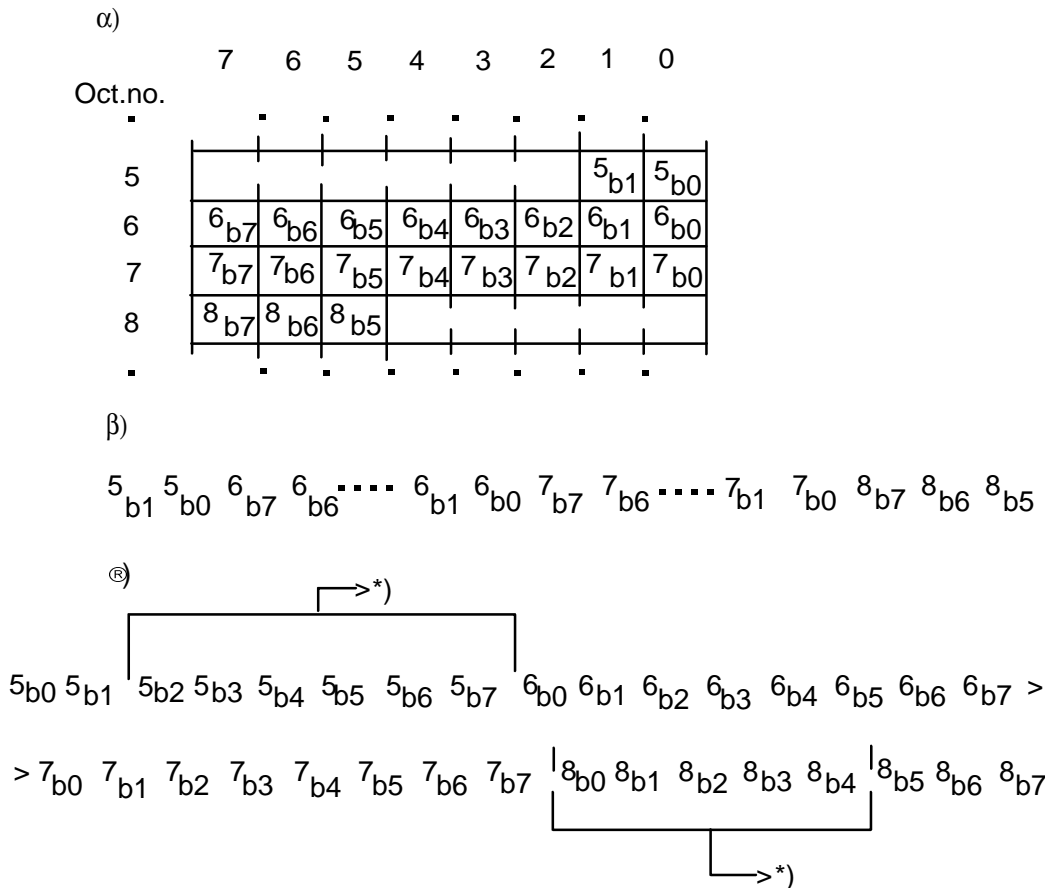 α)
7 6 5 4 3 2 1 0
Oct.no.
5 5b1 5b0
6 6b7 6b6 6b5 6b4 6b3 6b2 6b1 6b0
7 7b7 7b6 7b5 7b4 7b3 7b2 7b1 7b0
8 8b7 8b6 8b5
β)
5b1 5b0 6b7 6b6 .... 6b1 6b0 7b7 7b6 .... 7b1 7b0 8b7 8b6 8b5
®)
>*)
5b0 5b1 5b2 5b3 5b4 5b5 5b6 5b7 6b0 6b1 6b2 6b3 6b4 6b5 6b6 6b7 >
> 7b0 7b1 7b2 7b3 7b4 7b5 7b6 7b7 8b0 8b1 8b2 8b3 8b4 8b5 8b6 8b7
>*)